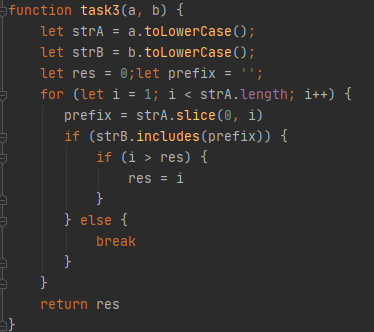 function task3(a, b) {
    let strA = a.toLowerCase();
    let strB = b.toLowerCase();
    let res = 0;let prefix = '';
    for (let i = 1; i < strA.length; i++) {
        prefix = strA.slice(0, i)
        if (strB.includes(prefix)) {
            if (i > res) {
                res = i
            }
        } else {
            break
        }
    }
    return res
}